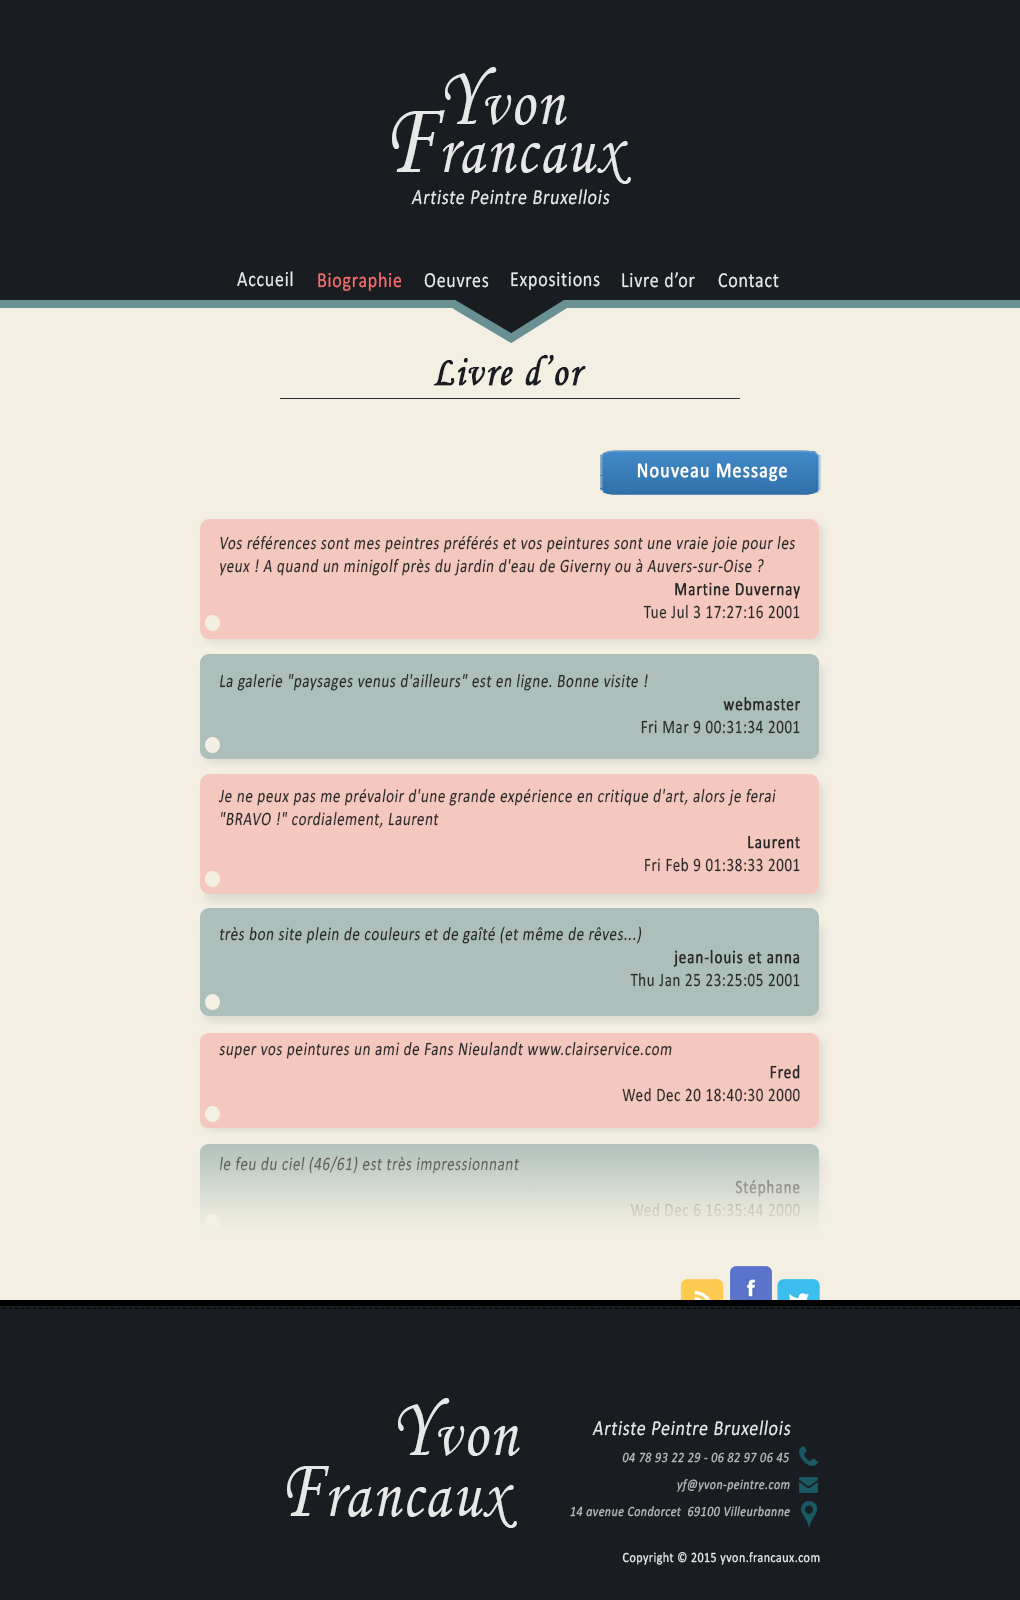 Yvon
Francaux
Artiste Peintre Bruxellois
Accueil Biographie Oeuvres Expositions Livre d’or Contact
Livre d’or
Nouveau Message
Vos références sont mes peintres préférés et vos peintures sont une vraie joie pour les
yeux ! A quand un minigolf près du jardin d'eau de Giverny ou à Auvers-sur-Oise ?
Martine Duvernay
Tue Jul 3 17:27:16 2001
La galerie "paysages venus d'ailleurs" est en ligne. Bonne visite !
webmaster
Fri Mar 9 00:31:34 2001
Je ne peux pas me prévaloir d'une grande expérience en critique d'art, alors je ferai
"BRAVO !" cordialement, Laurent
Laurent
Fri Feb 9 01:38:33 2001
très bon site plein de couleurs et de gaîté (et même de rêves...)
jean-louis et anna
Thu Jan 25 23:25:05 2001
super vos peintures un ami de Fans Nieulandt www.clairservice.com
Fred
Wed Dec 20 18:40:30 2000
le feu du ciel (46/61) est très impressionnant
Stéphane
Wed Dec 6 16:35:44 2000
f
Yvon
Francaux
Artiste Peintre Bruxellois
04 78 93 22 29 - 06 82 97 06 45
yf@yvon-peintre.com
14 avenue Condorcet 69100 Villeurbanne
Copyright © 2015 yvon.francaux.com